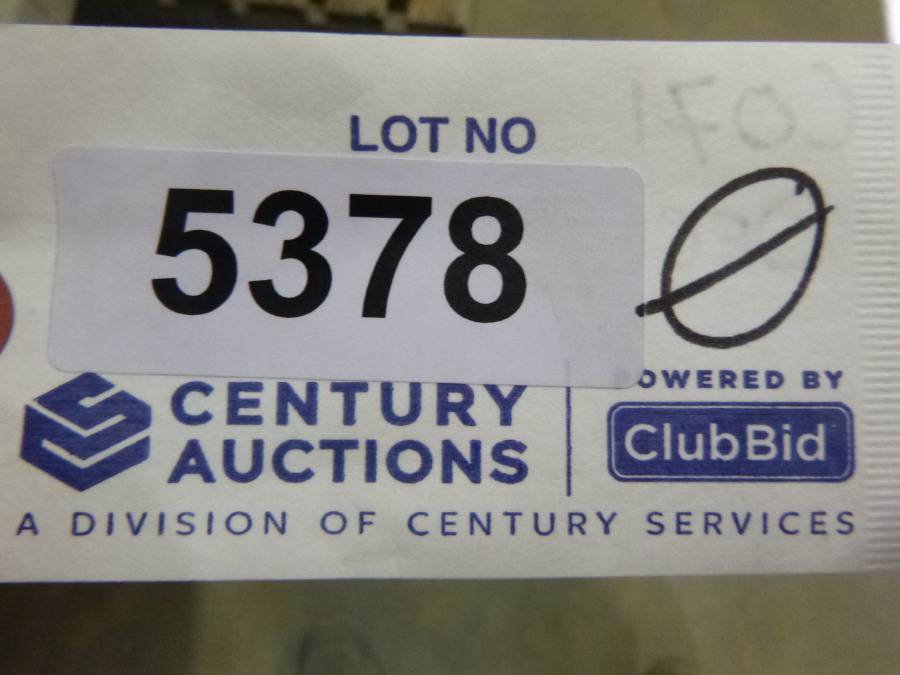 LOT NO
5378
Ø
CENTURY
AUCTIONS
A DIVISION OF CENTURY SERVICES
POWERED BY
ClubBid